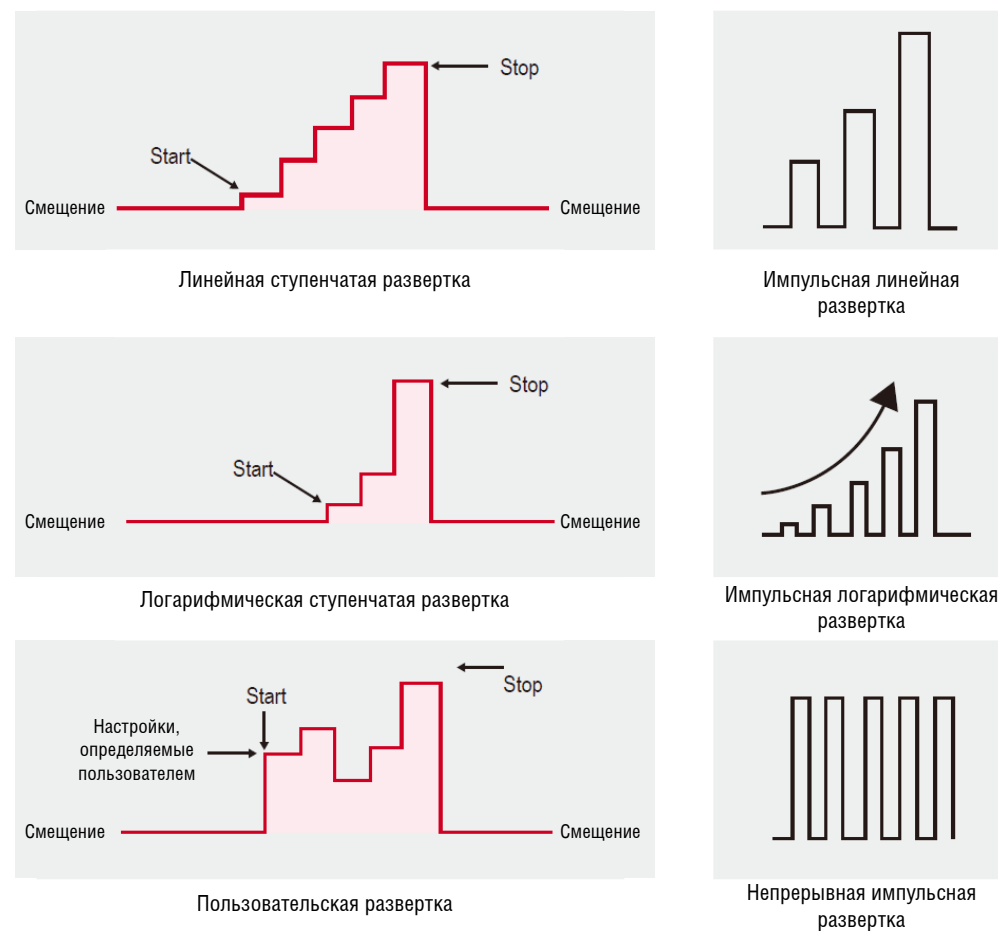 Stop
Start
Смещение
Смещение
Линейная ступенчатая развертка
Импульсная линейная
развертка
Stop
Start
Смещение
Смещение
Логарифмическая ступенчатая развертка
Импульсная логарифмическая
развертка
Stop
Start
Настройки,
определяемые
пользователем
Смещение
Смещение
Пользовательская развертка
Непрерывная импульсная
развертка